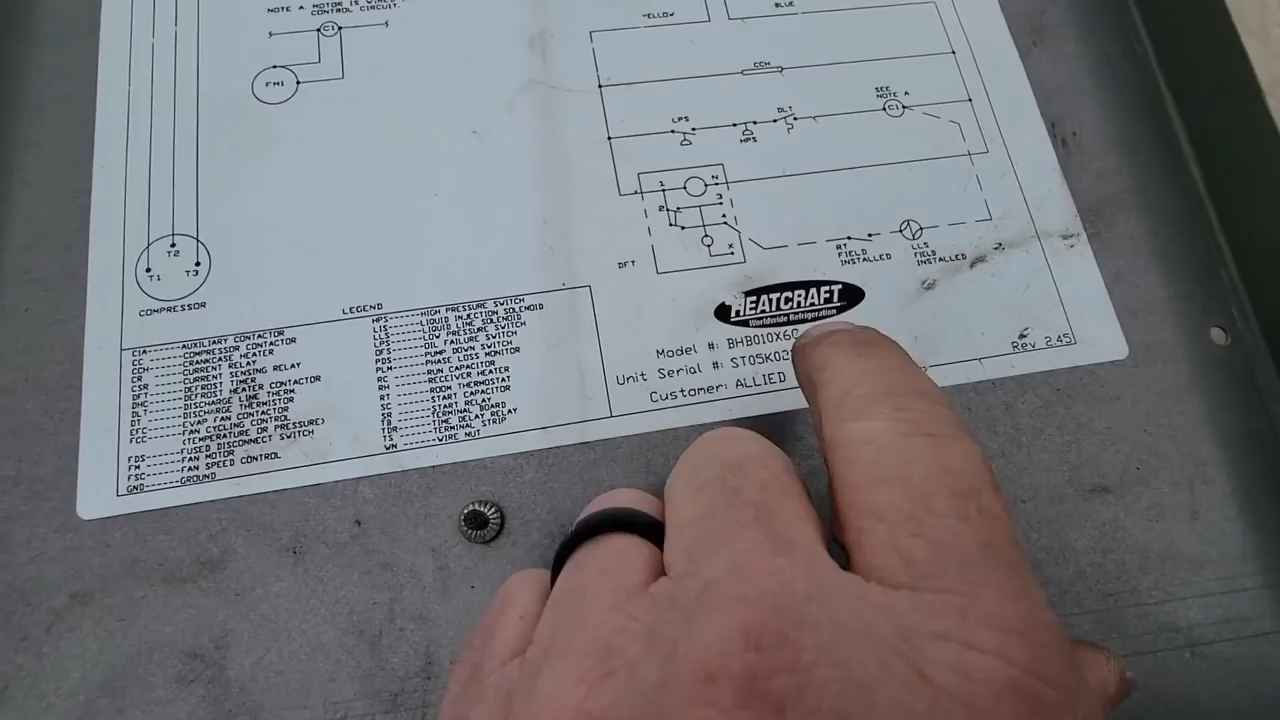 NOTE A. MOTOR IS WIRED
CONTROL CIRCUIT.
C1
FM1
YELLOW
BLUE
CCH
SEE
NOTE A
LPS
HPS
DLT
C1
1
N
3
2
4
X
DFT
RT
FIELD
INSTALLED
LLS
FIELD
INSTALLED
T1
T2
T3
COMPRESSOR
LEGEND
C1A------AUXILIARY CONTACTOR
CC-------COMPRESSOR CONTACTOR
CCH------CRANKCASE HEATER
CR-------CURRENT RELAY
CSR------CURRENT SENSING RELAY
DFT------DEFROST TIMER
DHC------DEFROST HEATER CONTACTOR
DLT------DISCHARGE LINE THERM.
DT-------DISCHARGE THERMISTOR
EFC------EVAP FAN CONTACTOR
FCC------FAN CYCLING CONTROL
(TEMPERATURE OR PRESSURE)
FDS------FUSED DISCONNECT SWITCH
FM-------FAN MOTOR
FSC------FAN SPEED CONTROL
GND------GROUND
HPS------HIGH PRESSURE SWITCH
LIS------LIQUID INJECTION SOLENOID
LLS------LIQUID LINE SOLENOID
LPS------LOW PRESSURE SWITCH
OFS------OIL FAILURE SWITCH
PDS------PUMP DOWN SWITCH
PLM------PHASE LOSS MONITOR
RC-------RUN CAPACITOR
RH-------RECEIVER HEATER
RT-------ROOM THERMOSTAT
SC-------START CAPACITOR
SR-------START RELAY
TB-------TERMINAL BOARD
TDR------TIME DELAY RELAY
TS-------TERMINAL STRIP
WN-------WIRE NUT
HEATCRAFT
Worldwide Refrigeration
Model #: BHB010X6
Unit Serial #: ST05K02
Customer: ALLIED
Rev 2.45